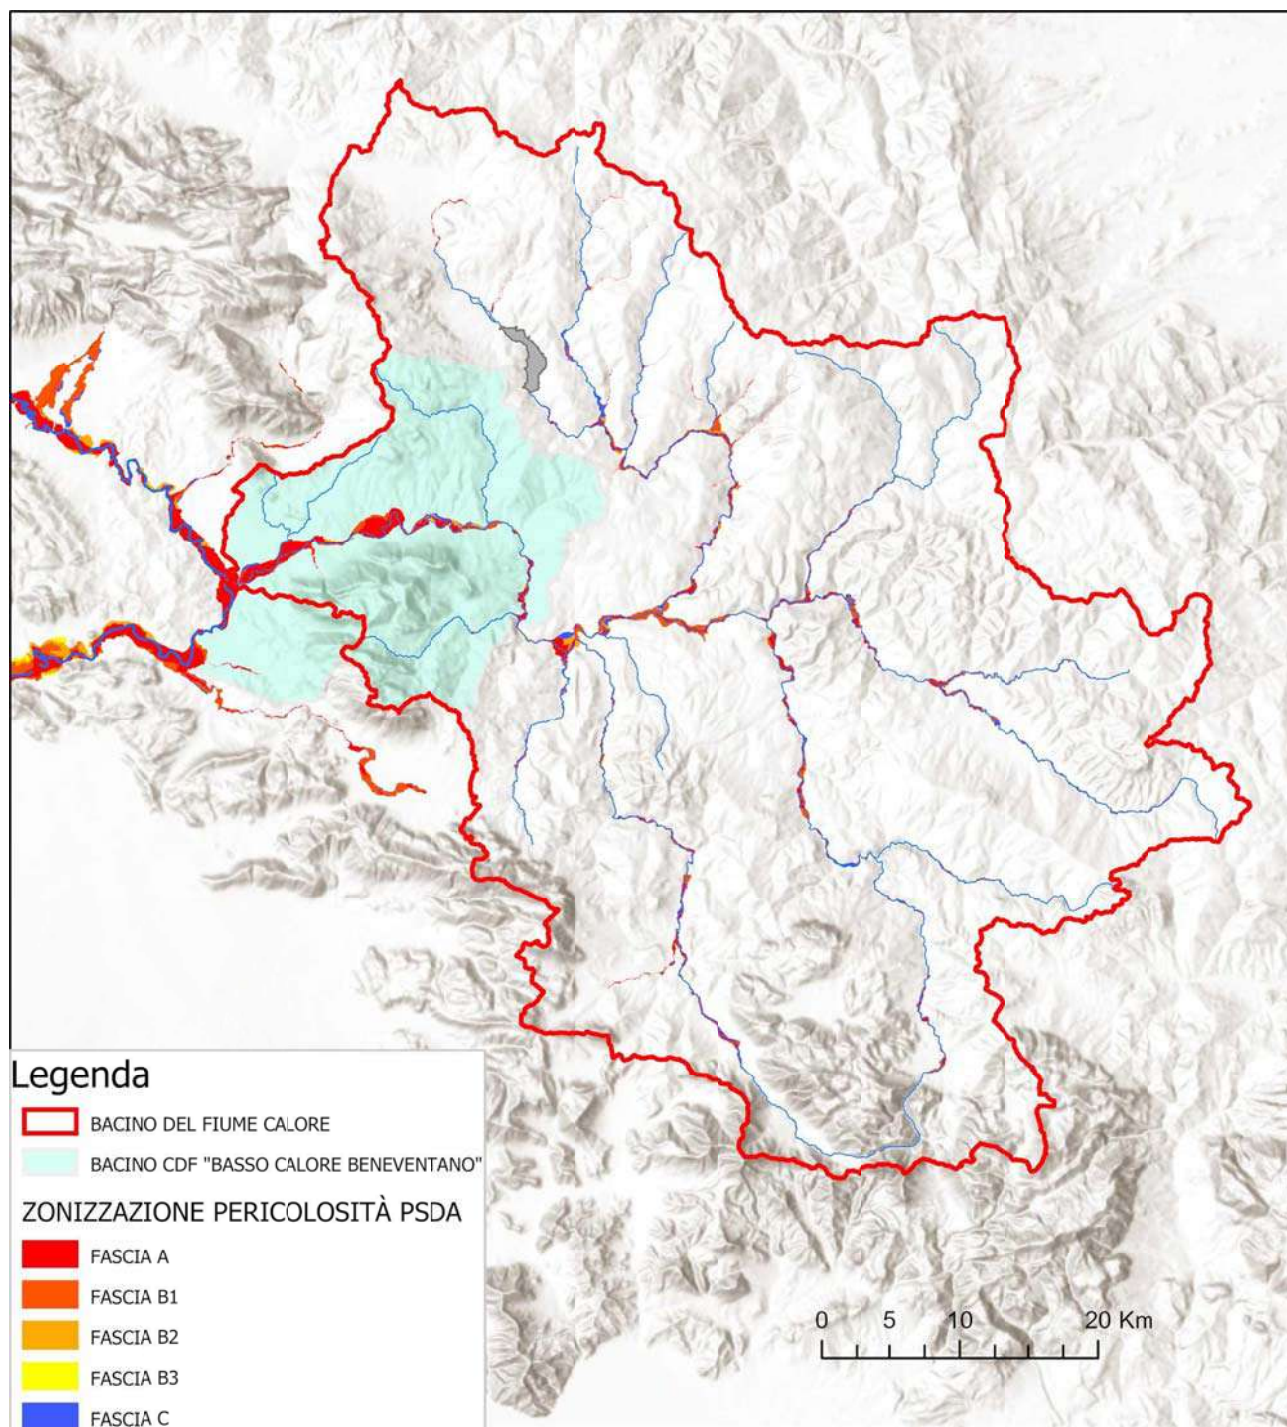 Legenda
BACINO DEL FIUME CALORE
BACINO CDF "BASSO CALORE BENEVENTANO"
ZONIZZAZIONE PERICOLOSITÀ PSDA
FASCIA A
FASCIA B1
FASCIA B2
FASCIA B3
FASCIA C
0 5 10 20 Km